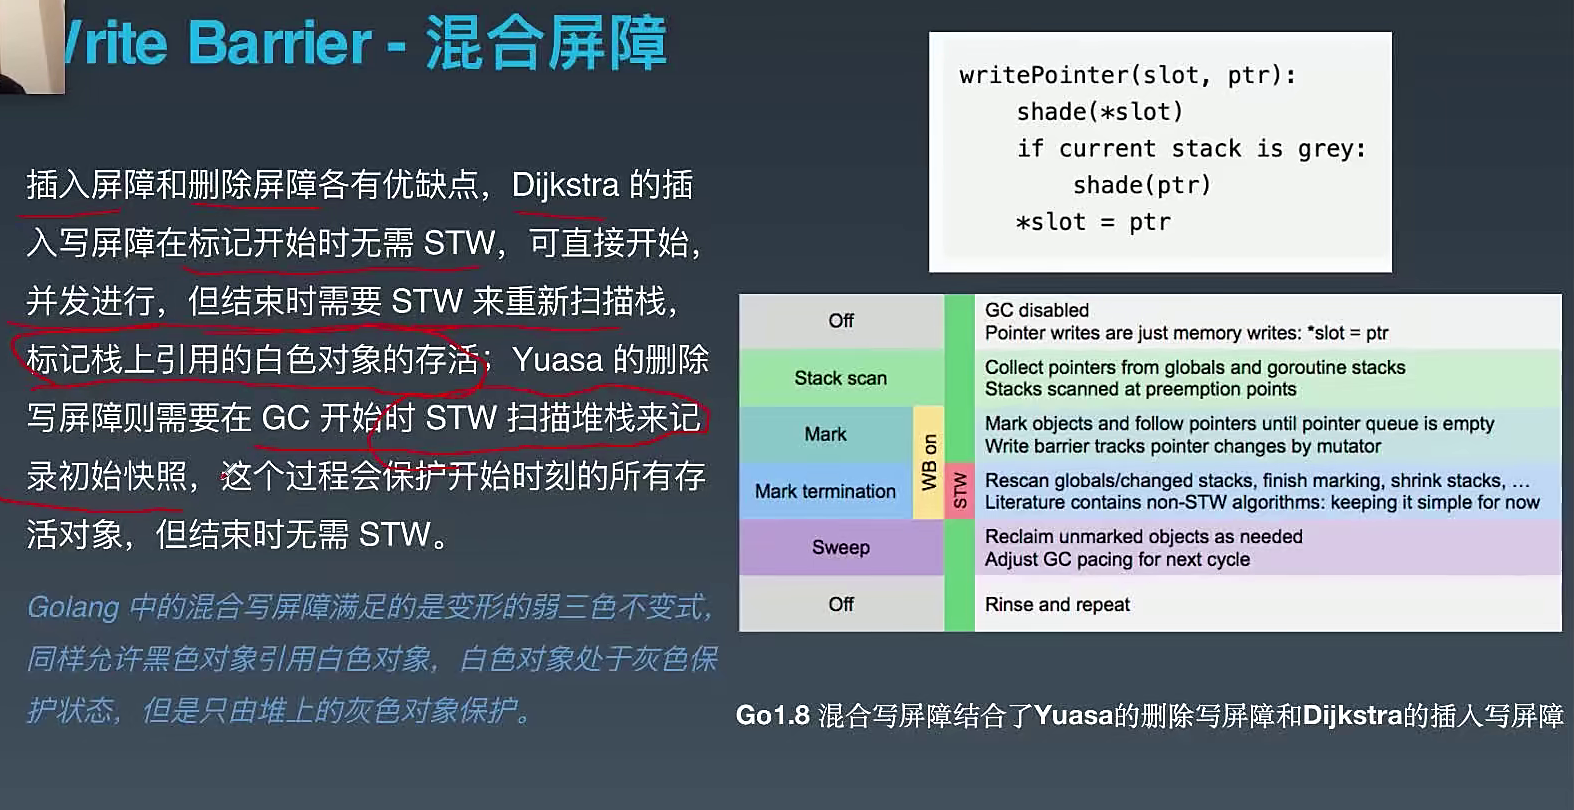 rite Barrier - 混合屏障
插入屏障和删除屏障各有优缺点，Dijkstra 的插
入写屏障在标记开始时无需 STW，可直接开始，
并发进行，但结束时需要 STW 来重新扫描栈，
标记栈上引用的白色对象的存活；Yuasa 的删除
写屏障则需要在 GC 开始时 STW 扫描堆栈来记
录初始快照，这个过程会保护开始时刻的所有存
活对象，但结束时无需 STW。
Golang 中的混合写屏障满足的是变形的弱三色不变式，
同样允许黑色对象引用白色对象，白色对象处于灰色保
护状态，但是只由堆上的灰色对象保护。
writePointer(slot, ptr):
shade(*slot)
if current stack is grey:
shade(ptr)
*slot = ptr
Off
GC disabled
Pointer writes are just memory writes: *slot = ptr
Stack scan
Collect pointers from globals and goroutine stacks
Stacks scanned at preemption points
Mark
Mark objects and follow pointers until pointer queue is empty
Write barrier tracks pointer changes by mutator
Mark termination
WB on
STW
Rescan globals/changed stacks, finish marking, shrink stacks, …
Literature contains non-STW algorithms: keeping it simple for now
Sweep
Reclaim unmarked objects as needed
Adjust GC pacing for next cycle
Off
Rinse and repeat
Go1.8 混合写屏障结合了Yuasa的删除写屏障和Dijkstra的插入写屏障